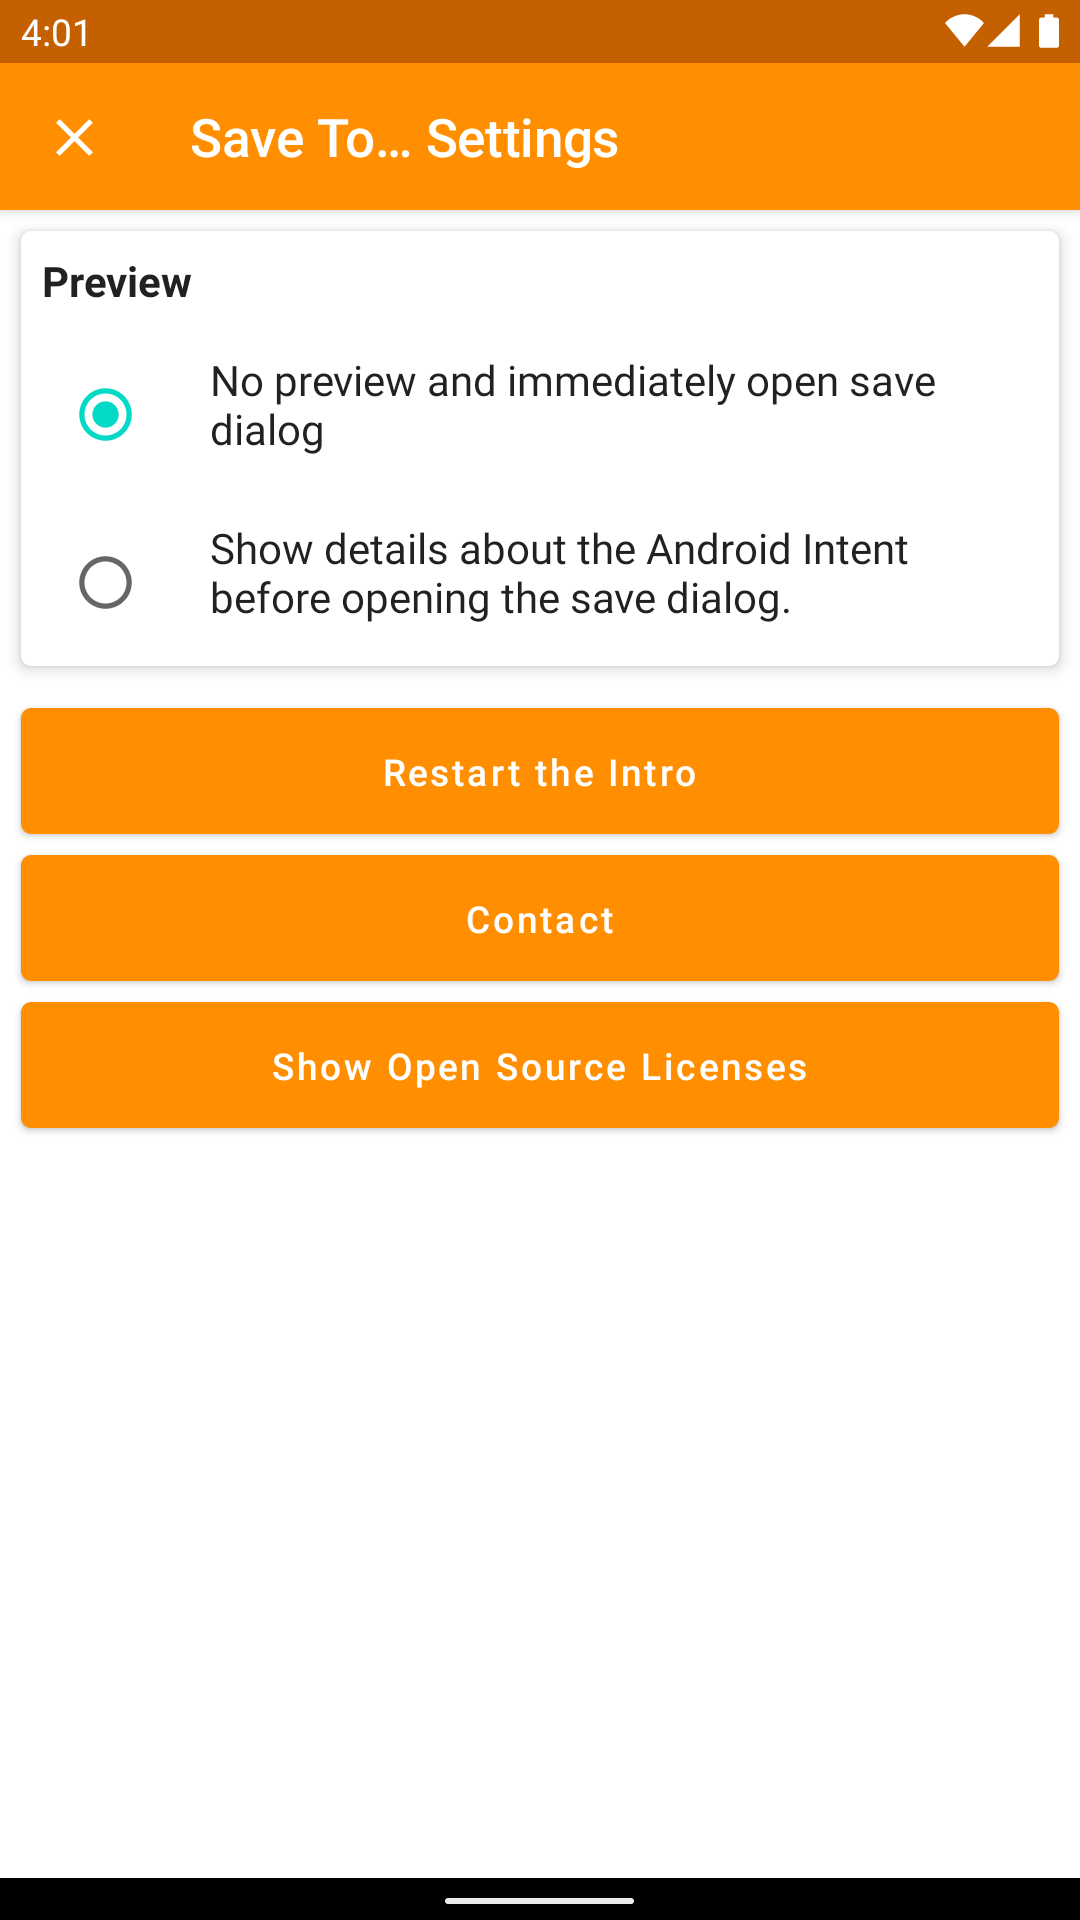 4:01
Save To… Settings
Preview
No preview and immediately open save
dialog
Show details about the Android Intent
before opening the save dialog.
Restart the Intro
Contact
Show Open Source Licenses